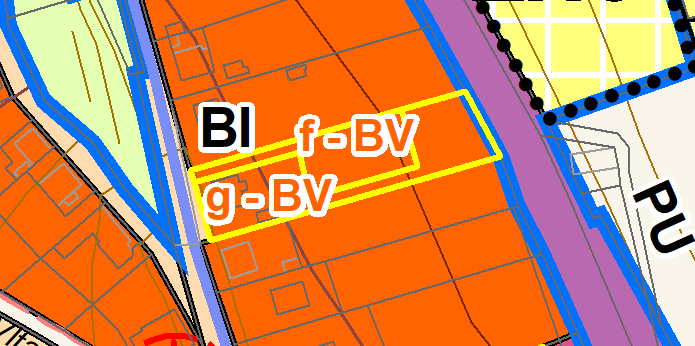 BI
f - BV
g - BV
PU